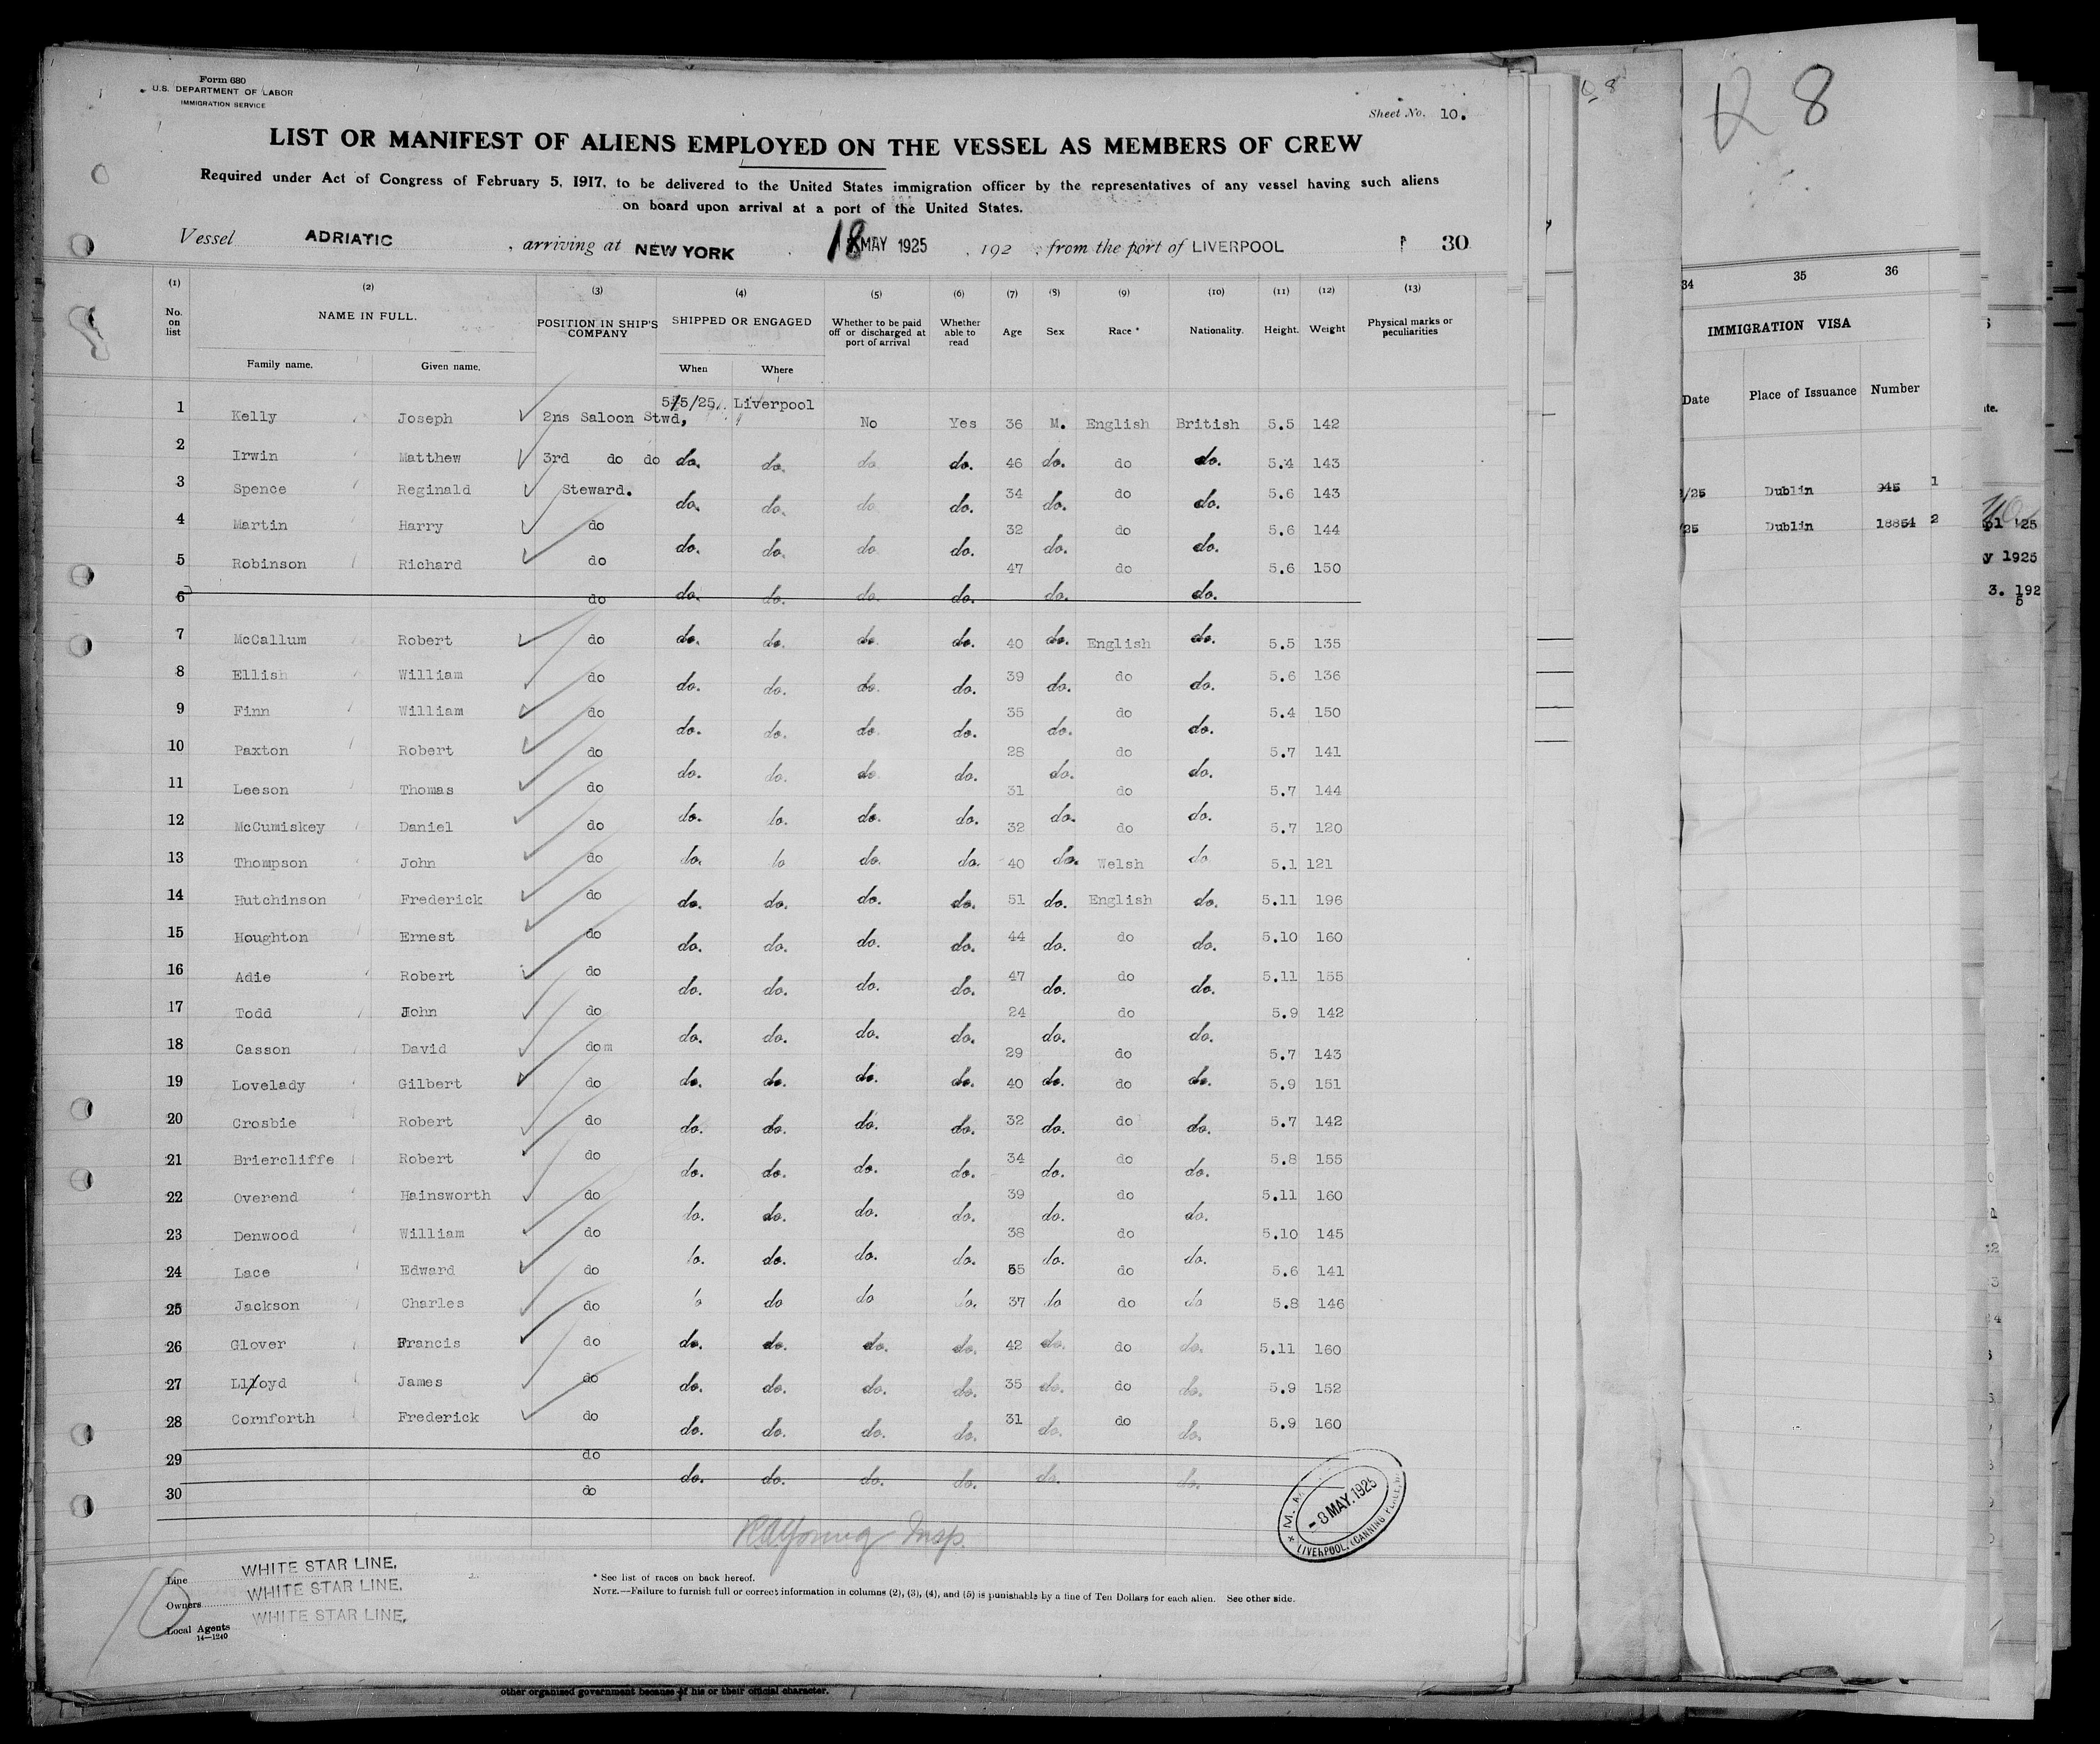 Form 680
U.S. DEPARTMENT OF LABOR
IMMIGRATION SERVICE
Sheet No. 10.
LIST OR MANIFEST OF ALIENS EMPLOYED ON THE VESSEL AS MEMBERS OF CREW
Required under Act of Congress of February 5, 1917, to be delivered to the United States immigration officer by the representatives of any vessel having such aliens
on board upon arrival at a port of the United States.
Vessel ADRIATIC, arriving at NEW YORK 18 MAY 1925, 192 , from the port of LIVERPOOL 30
(1) (2) (3) (4) (5) (6) (7) (8) (9) (10) (11) (12) (13)
No. on list NAME IN FULL. POSITION IN SHIP'S COMPANY SHIPPED OR ENGAGED Whether to be paid off or discharged at port of arrival Whether able to read Age Sex Race * Nationality. Height. Weight Physical marks or peculiarities
Family name. Given name. When Where
1 Kelly Joseph 2ns Saloon Stwd, 5/5/25. Liverpool No Yes 36 M. English British 5.5 142
2 Irwin Matthew 3rd do do do. do. do. do. 46 do. do do. 5.4 143
3 Spence Reginald Steward. do. do. do. do. 34 do. do do. 5.6 143
4 Martin Harry do do. do. do. do. 32 do. do do. 5.6 144
5 Robinson Richard do do. do. do. do. 47 do. do do. 5.6 150
6 do
7 McCallum Robert do do. do. do. do. 40 do. English do. 5.5 135
8 Ellish William do do. do. do. do. 39 do. do do. 5.6 136
9 Finn William do do. do. do. do. 35 do. do do. 5.4 150
10 Paxton Robert do do. do. do. do. 28 do. do do. 5.7 141
11 Leeson Thomas do do. do. do. do. 31 do. do do. 5.7 144
12 McCumiskey Daniel do do. do. do. do. 32 do. do do. 5.7 120
13 Thompson John do do. do do. do. 40 do. Welsh do 5.1 121
14 Hutchinson Frederick do do. do. do. do. 51 do. English do. 5.11 196
15 Houghton Ernest do do. do. do. do. 44 do. do do. 5.10 160
16 Adie Robert do do. do. do. do. 47 do. do do. 5.11 155
17 Todd John do do. do. do. do. 24 do. do do. 5.9 142
18 Casson David dom do. do. do. do. 29 do. do do. 5.7 143
19 Lovelady Gilbert do do. do. do. do. 40 do. do do. 5.9 151
20 Crosbie Robert do do. do. do. do. 32 do. do do. 5.7 142
21 Briercliffe Robert do do. do. do. do. 34 do. do do. 5.8 155
22 Overend Hainsworth do do. do. do. do. 39 do. do do. 5.11 160
23 Denwood William do do. do. do. do. 38 do. do do. 5.10 145
24 Lace Edward do do. do. do. do. 55 do. do do. 5.6 141
25 Jackson Charles do do do do do. 37 do do do 5.8 146
26 Glover Francis do do. do. do. do. 42 do. do do. 5.11 160
27 Lloyd James do do. do. do. do. 35 do. do do. 5.9 152
28 Cornforth Frederick do do. do. do. do. 31 do. do do. 5.9 160
29 do do. do. do. do. do. do.
30 do
Insp.
- 8 MAY. 1925
LIVERPOOL, (CANNING PLACE)
Line WHITE STAR LINE.
Owners WHITE STAR LINE.
Local Agents WHITE STAR LINE.
14—1240
10
* See list of races on back hereof.
NOTE.—Failure to furnish full or correct information in columns (2), (3), (4), and (5) is punishable by a fine of Ten Dollars for each alien. See other side.
other organized government because of his or their official character.
R 8
34 35 36
IMMIGRATION VISA
Date Place of Issuance Number
/25 Dublin 945 1
/25 Dublin 18854 2
25
y 1925
3. 192
5